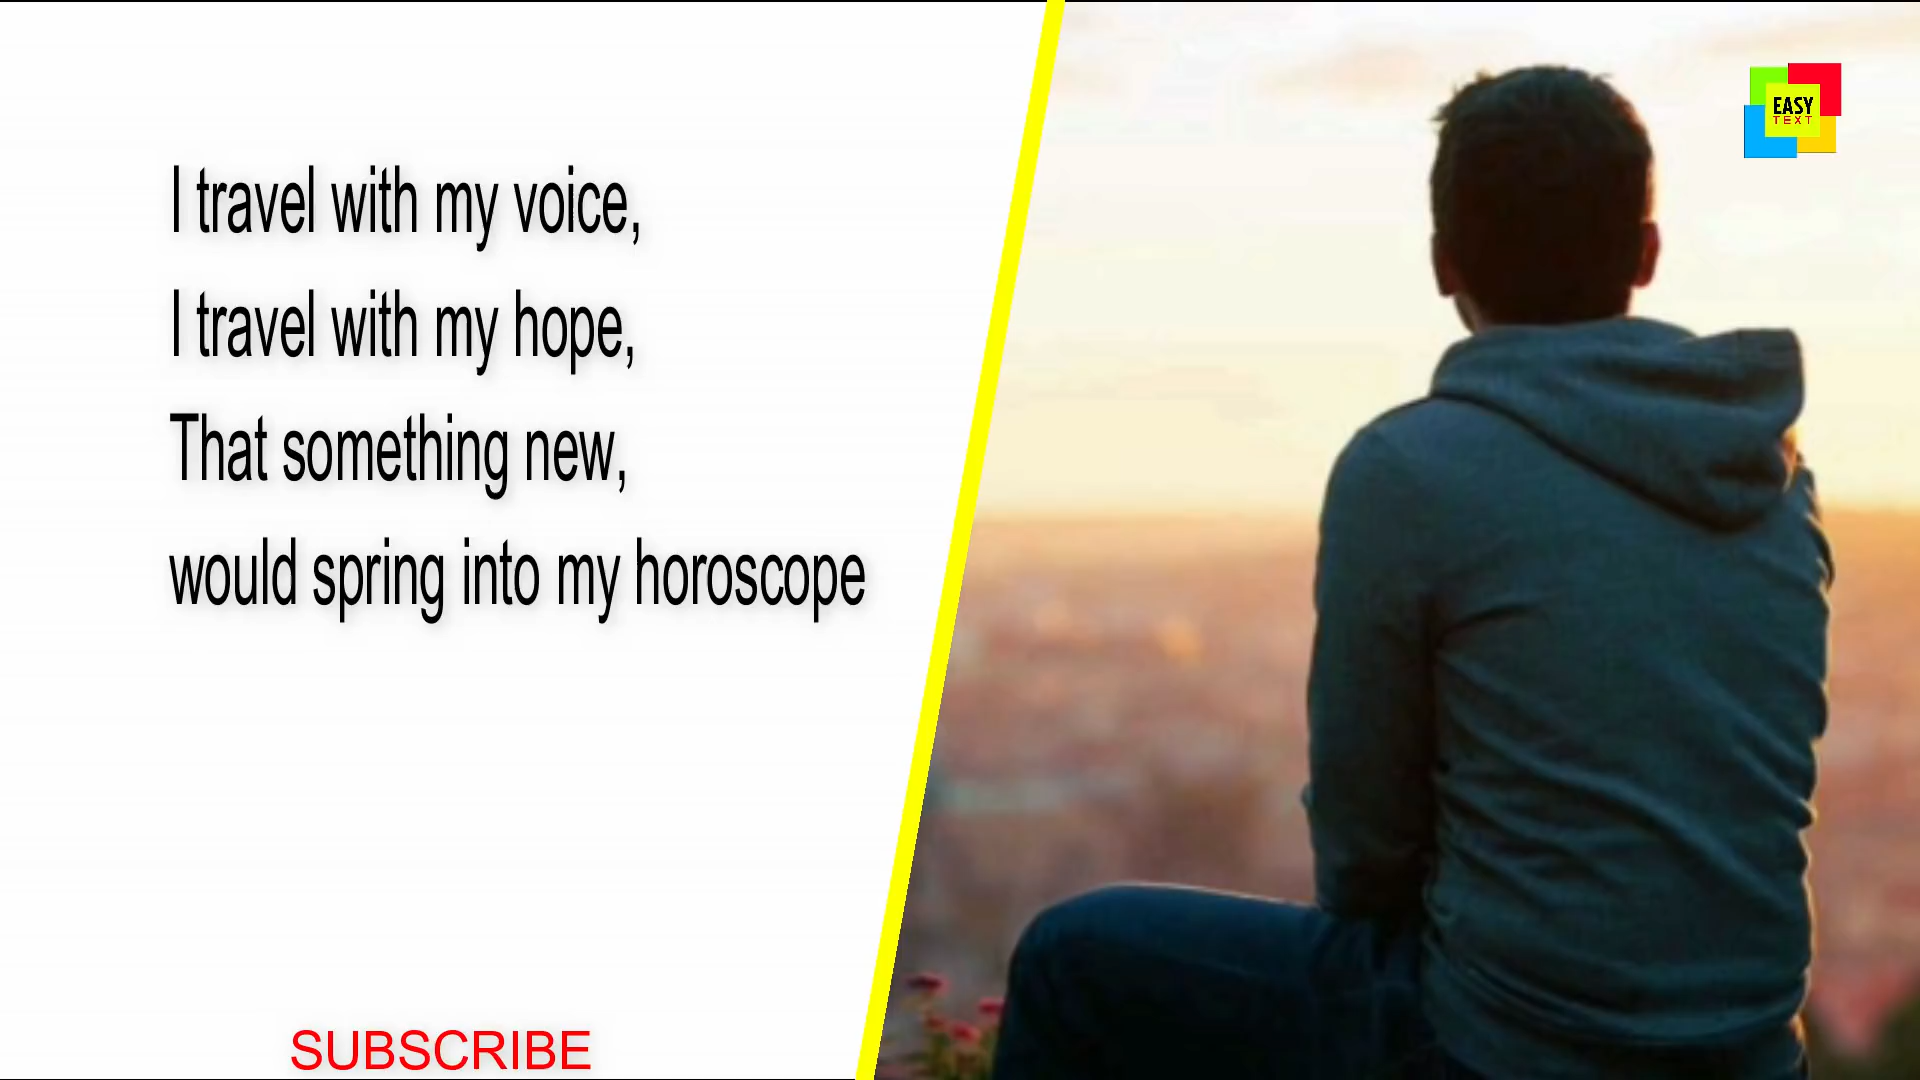 I travel with my voice,
I travel with my hope,
That something new,
would spring into my horoscope
SUBSCRIBE
EASY
TEXT